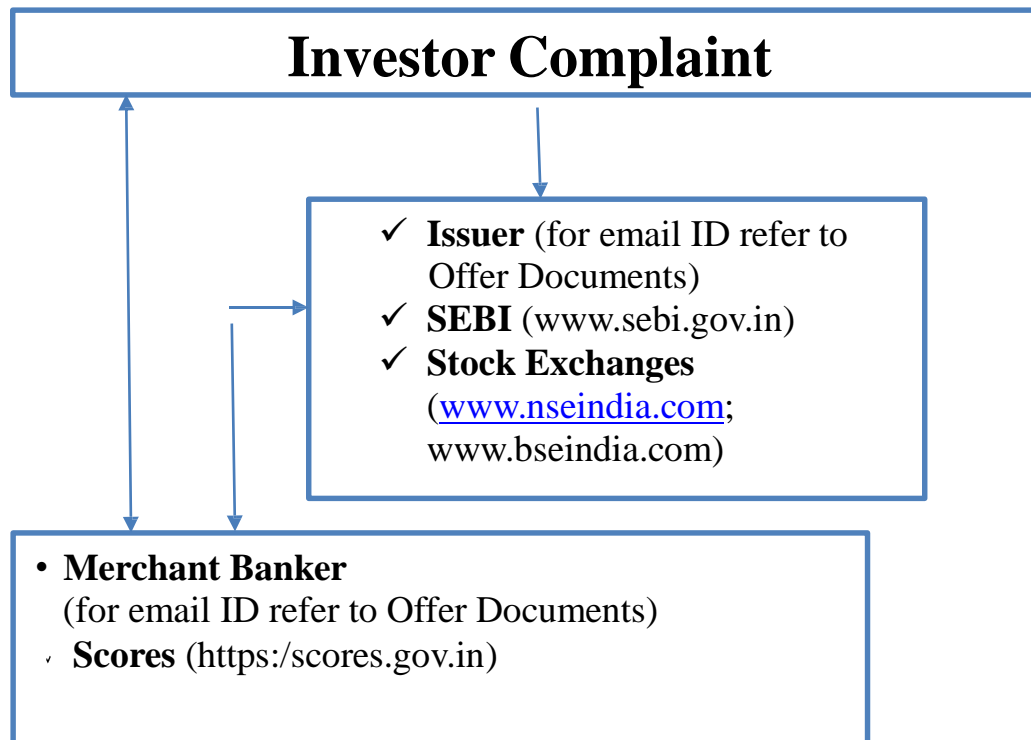 Investor Complaint
✓ Issuer (for email ID refer to
Offer Documents)
✓ SEBI (www.sebi.gov.in)
✓ Stock Exchanges
(www.nseindia.com;
www.bseindia.com)
• Merchant Banker
(for email ID refer to Offer Documents)
✓ Scores (https:/scores.gov.in)